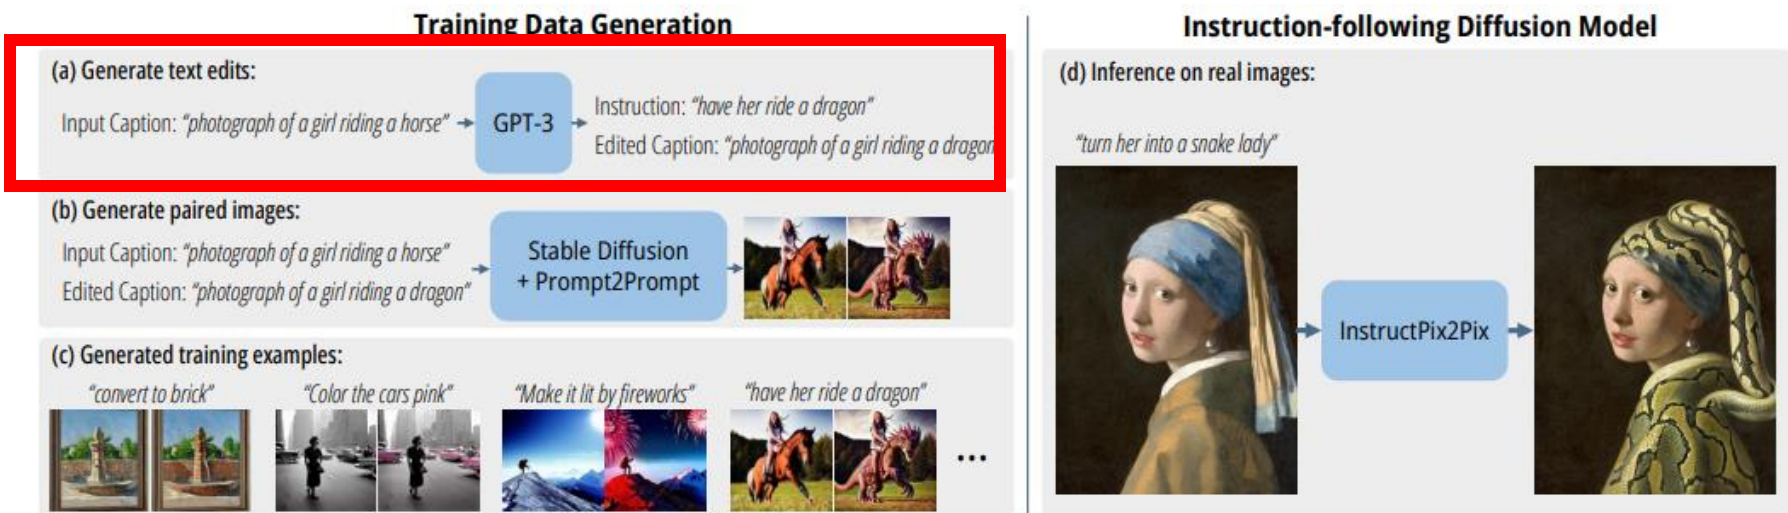 Training Data Generation
(a) Generate text edits:
Input Caption: “photograph of a girl riding a horse”
GPT-3
Instruction: “have her ride a dragon”
Edited Caption: “photograph of a girl riding a dragon
(b) Generate paired images:
Input Caption: “photograph of a girl riding a horse”
Edited Caption: “photograph of a girl riding a dragon”
Stable Diffusion
+ Prompt2Prompt
(c) Generated training examples:
“convert to brick”
“Color the cars pink”
“Make it lit by fireworks”
“have her ride a dragon”
...
Instruction-following Diffusion Model
(d) Inference on real images:
“turn her into a snake lady”
InstructPix2Pix